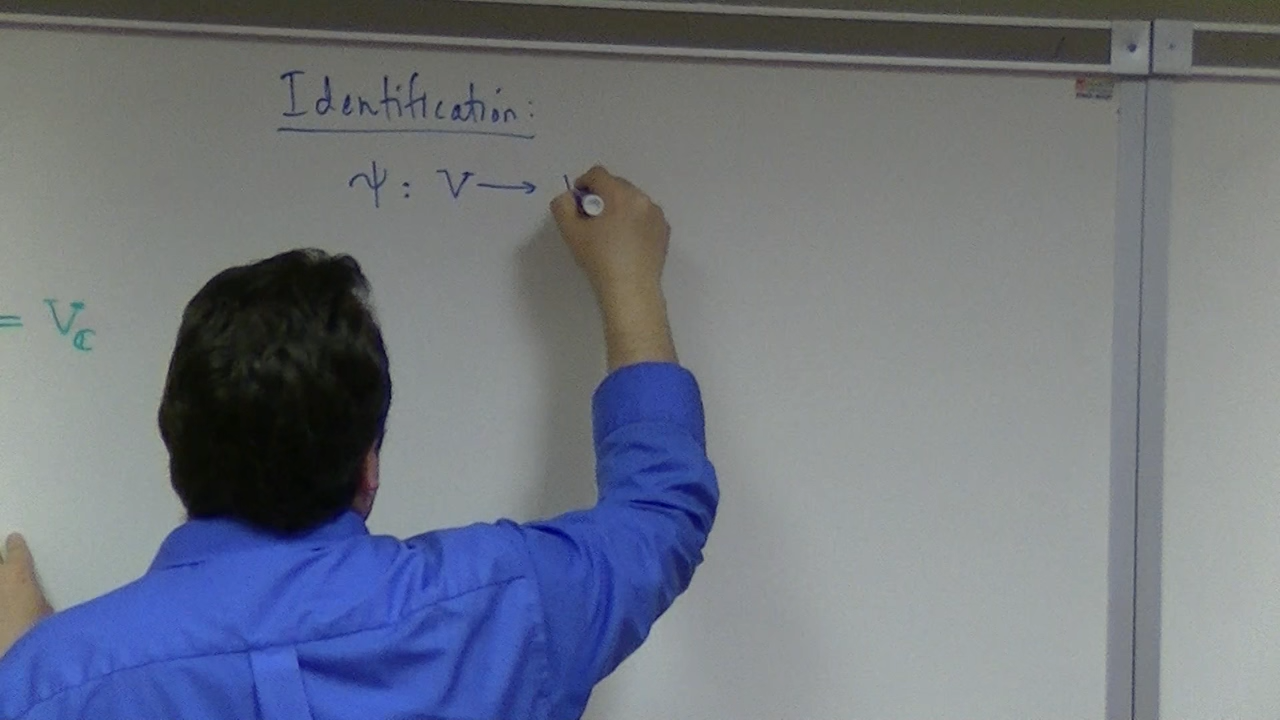 Identification:
ψ : V ⟶
= V_ℂ